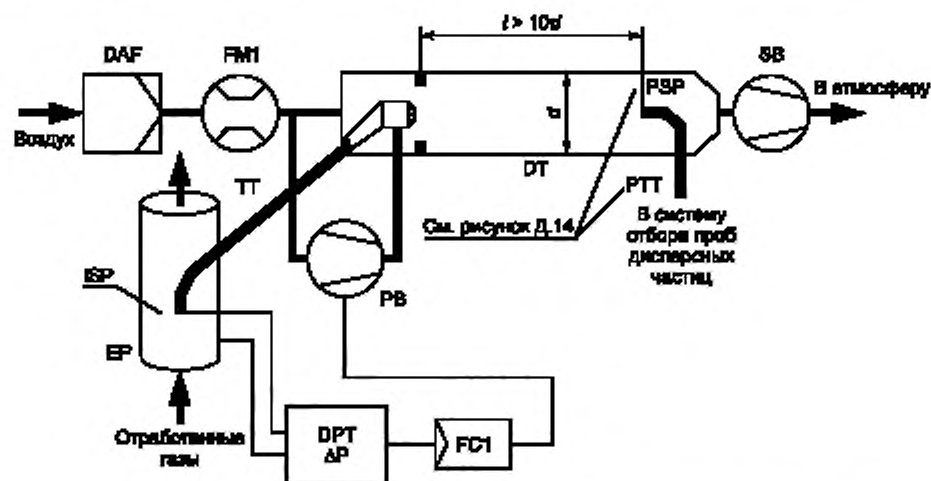 l > 10d
DAF
FM1
SB
Воздух
d
PSP
В атмосферу
TT
DT
PTT
См. рисунок Д.14
В систему
отбора проб
дисперсных
частиц
ISP
PB
EP
Отработанные
газы
DPT
ΔP
FC1